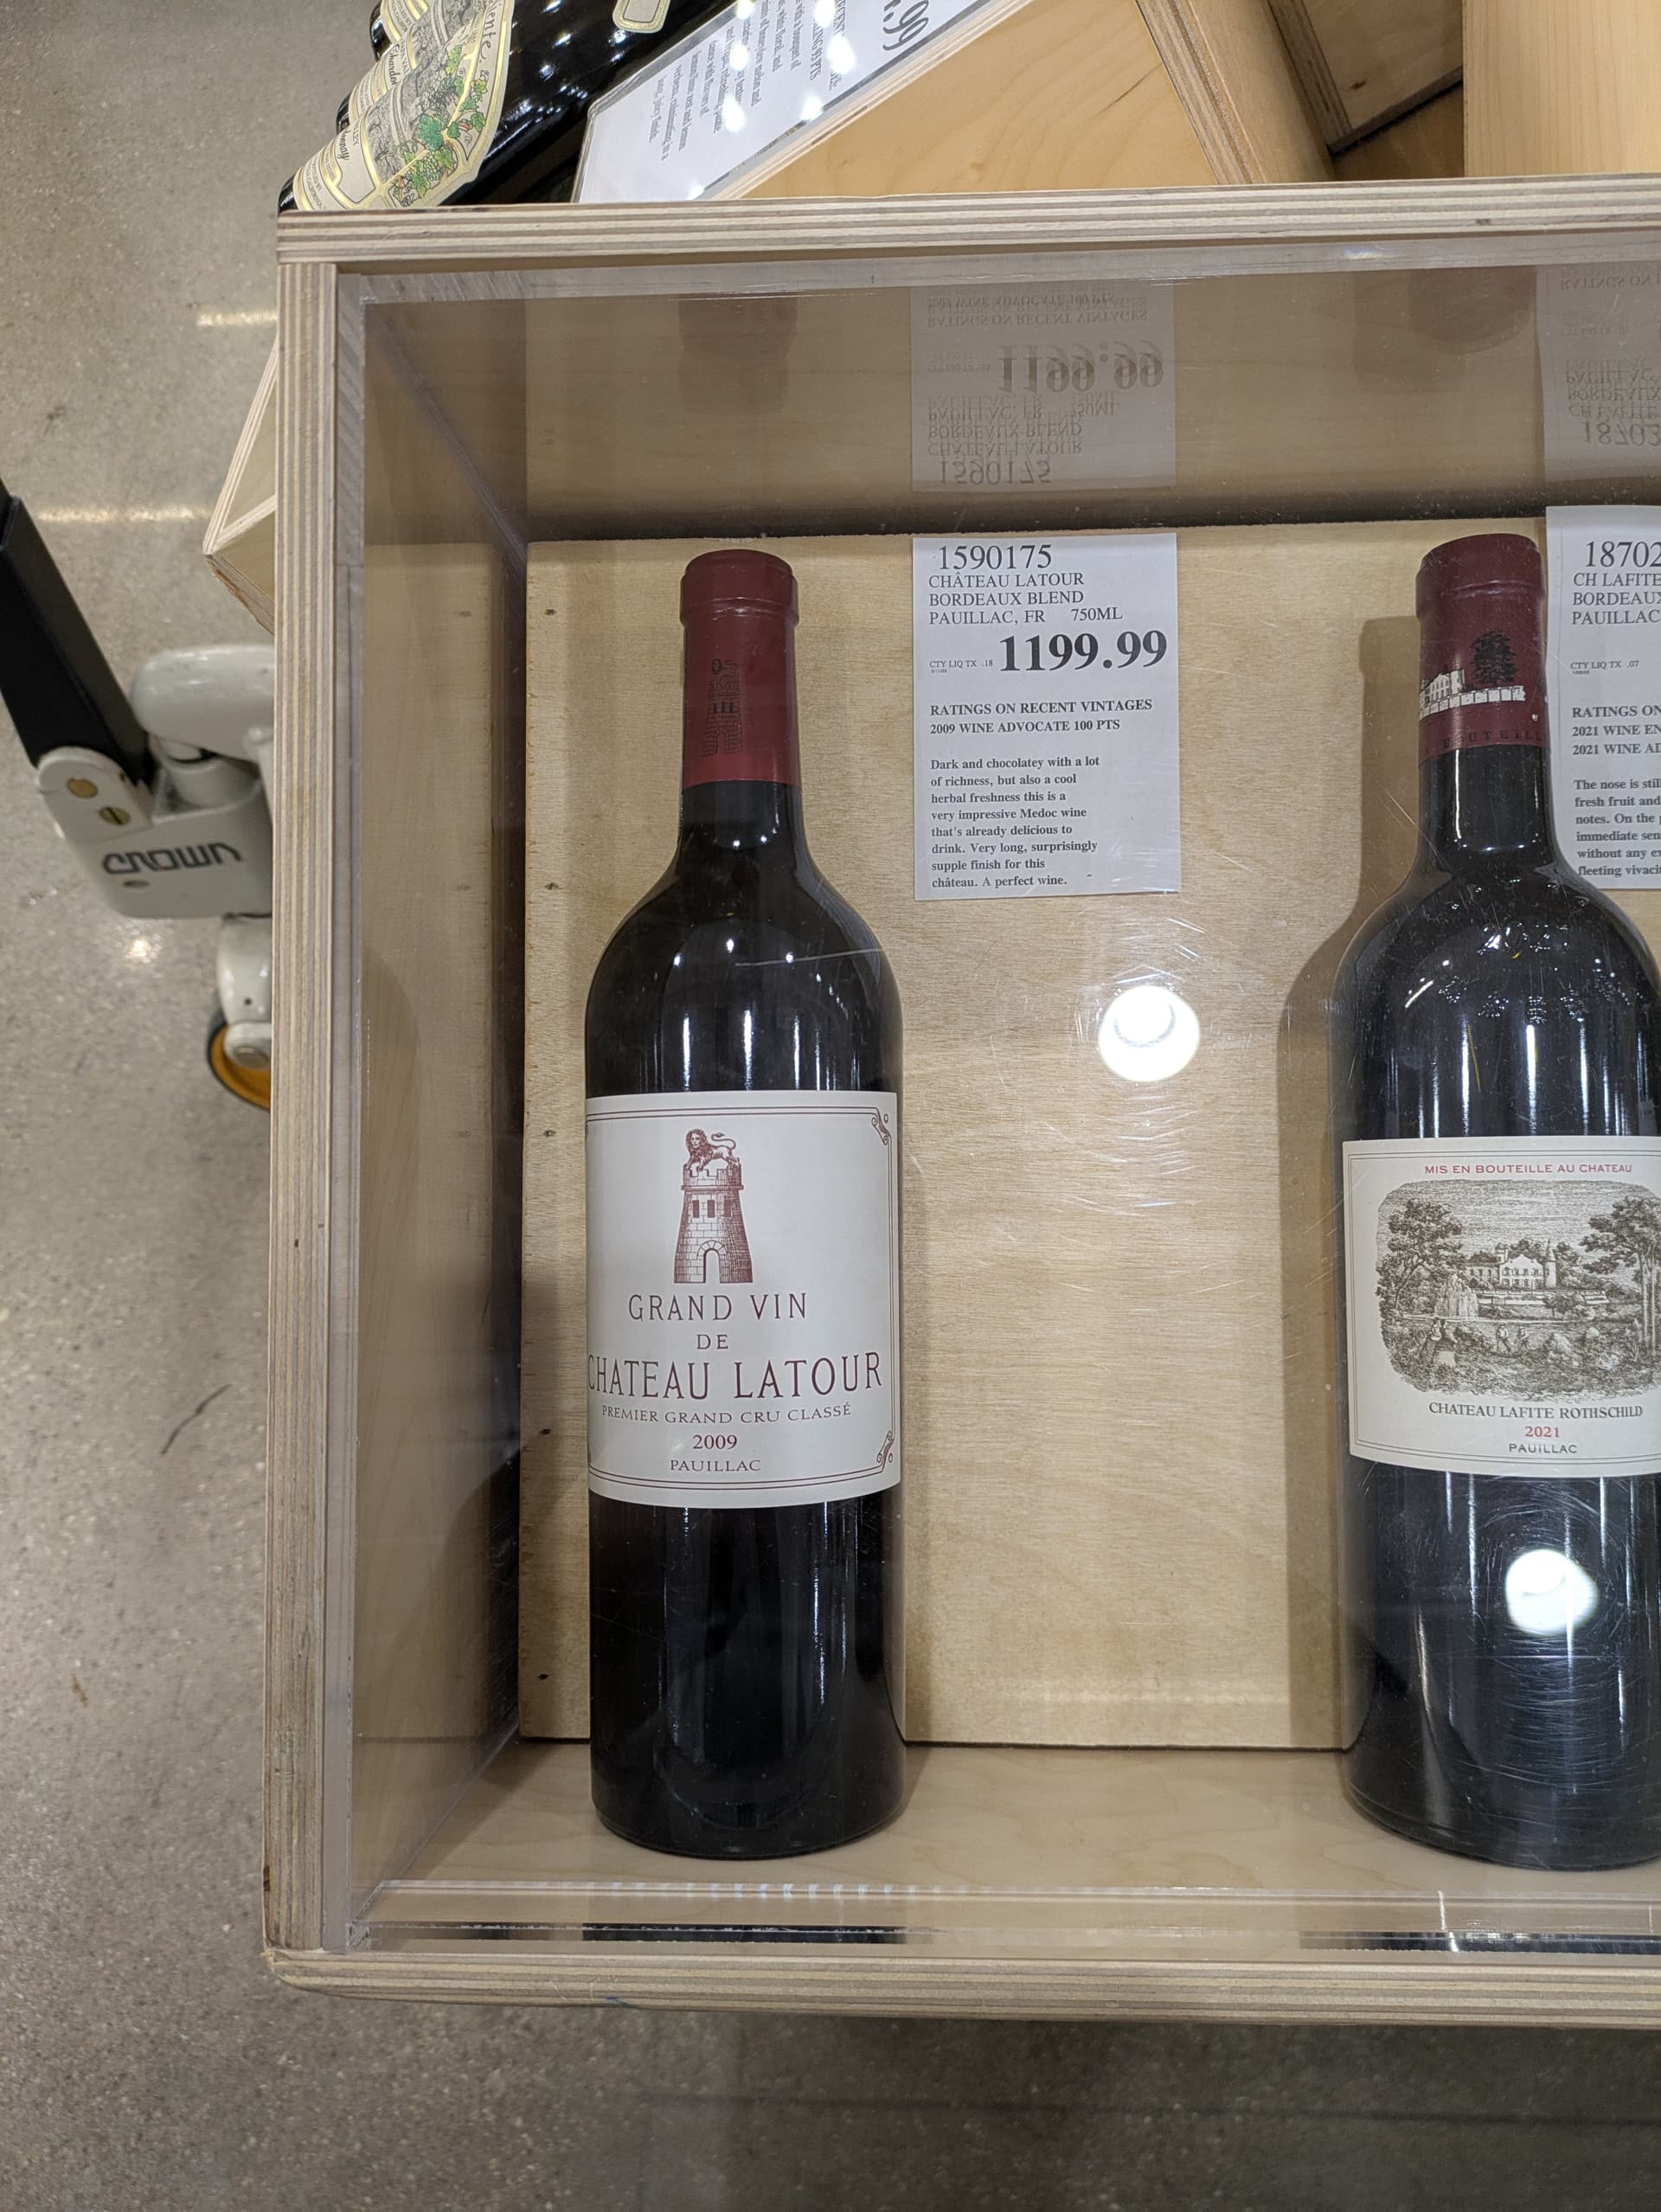 1590175
CHÂTEAU LATOUR
BORDEAUX BLEND
PAUILLAC, FR 750ML
CTY LIQ TX .18 1199.99
RATINGS ON RECENT VINTAGES
2009 WINE ADVOCATE 100 PTS
Dark and chocolatey with a lot
of richness, but also a cool
herbal freshness this is a
very impressive Medoc wine
that's already delicious to
drink. Very long, surprisingly
supple finish for this
château. A perfect wine.
18702
CH LAFITE
BORDEAUX
PAUILLAC
CTY LIQ TX .07
RATINGS ON
2021 WINE EN
2021 WINE AD
The nose is still
fresh fruit and
notes. On the
immediate sen
without any ex
fleeting vivaci
CROWN
GRAND VIN
DE
CHATEAU LATOUR
PREMIER GRAND CRU CLASSÉ
2009
PAUILLAC
MIS EN BOUTEILLE AU CHATEAU
CHATEAU LAFITE ROTHSCHILD
2021
PAUILLAC